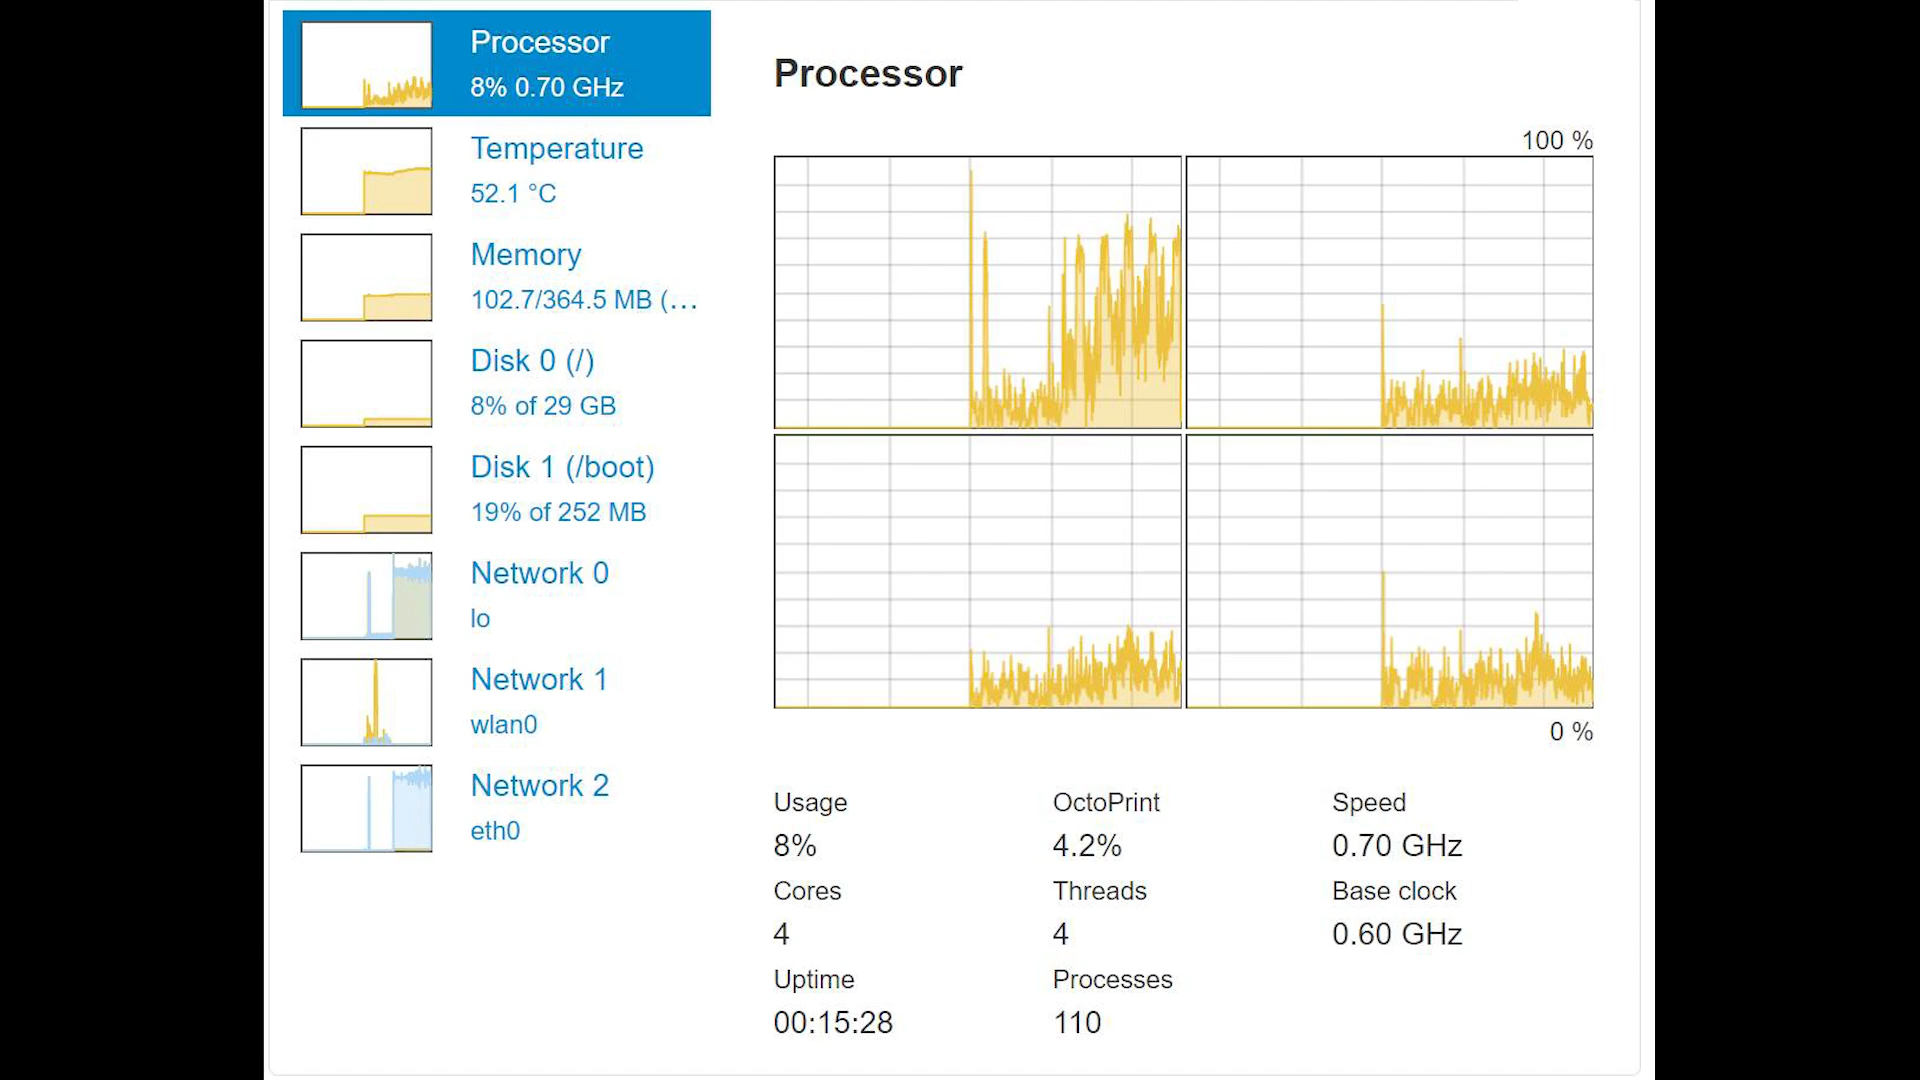 Processor
8% 0.70 GHz
Temperature
52.1 °C
Memory
102.7/364.5 MB (...
Disk 0 (/)
8% of 29 GB
Disk 1 (/boot)
19% of 252 MB
Network 0
lo
Network 1
wlan0
Network 2
eth0
Processor
100 %
0 %
Usage OctoPrint Speed
8% 4.2% 0.70 GHz
Cores Threads Base clock
4 4 0.60 GHz
Uptime Processes
00:15:28 110